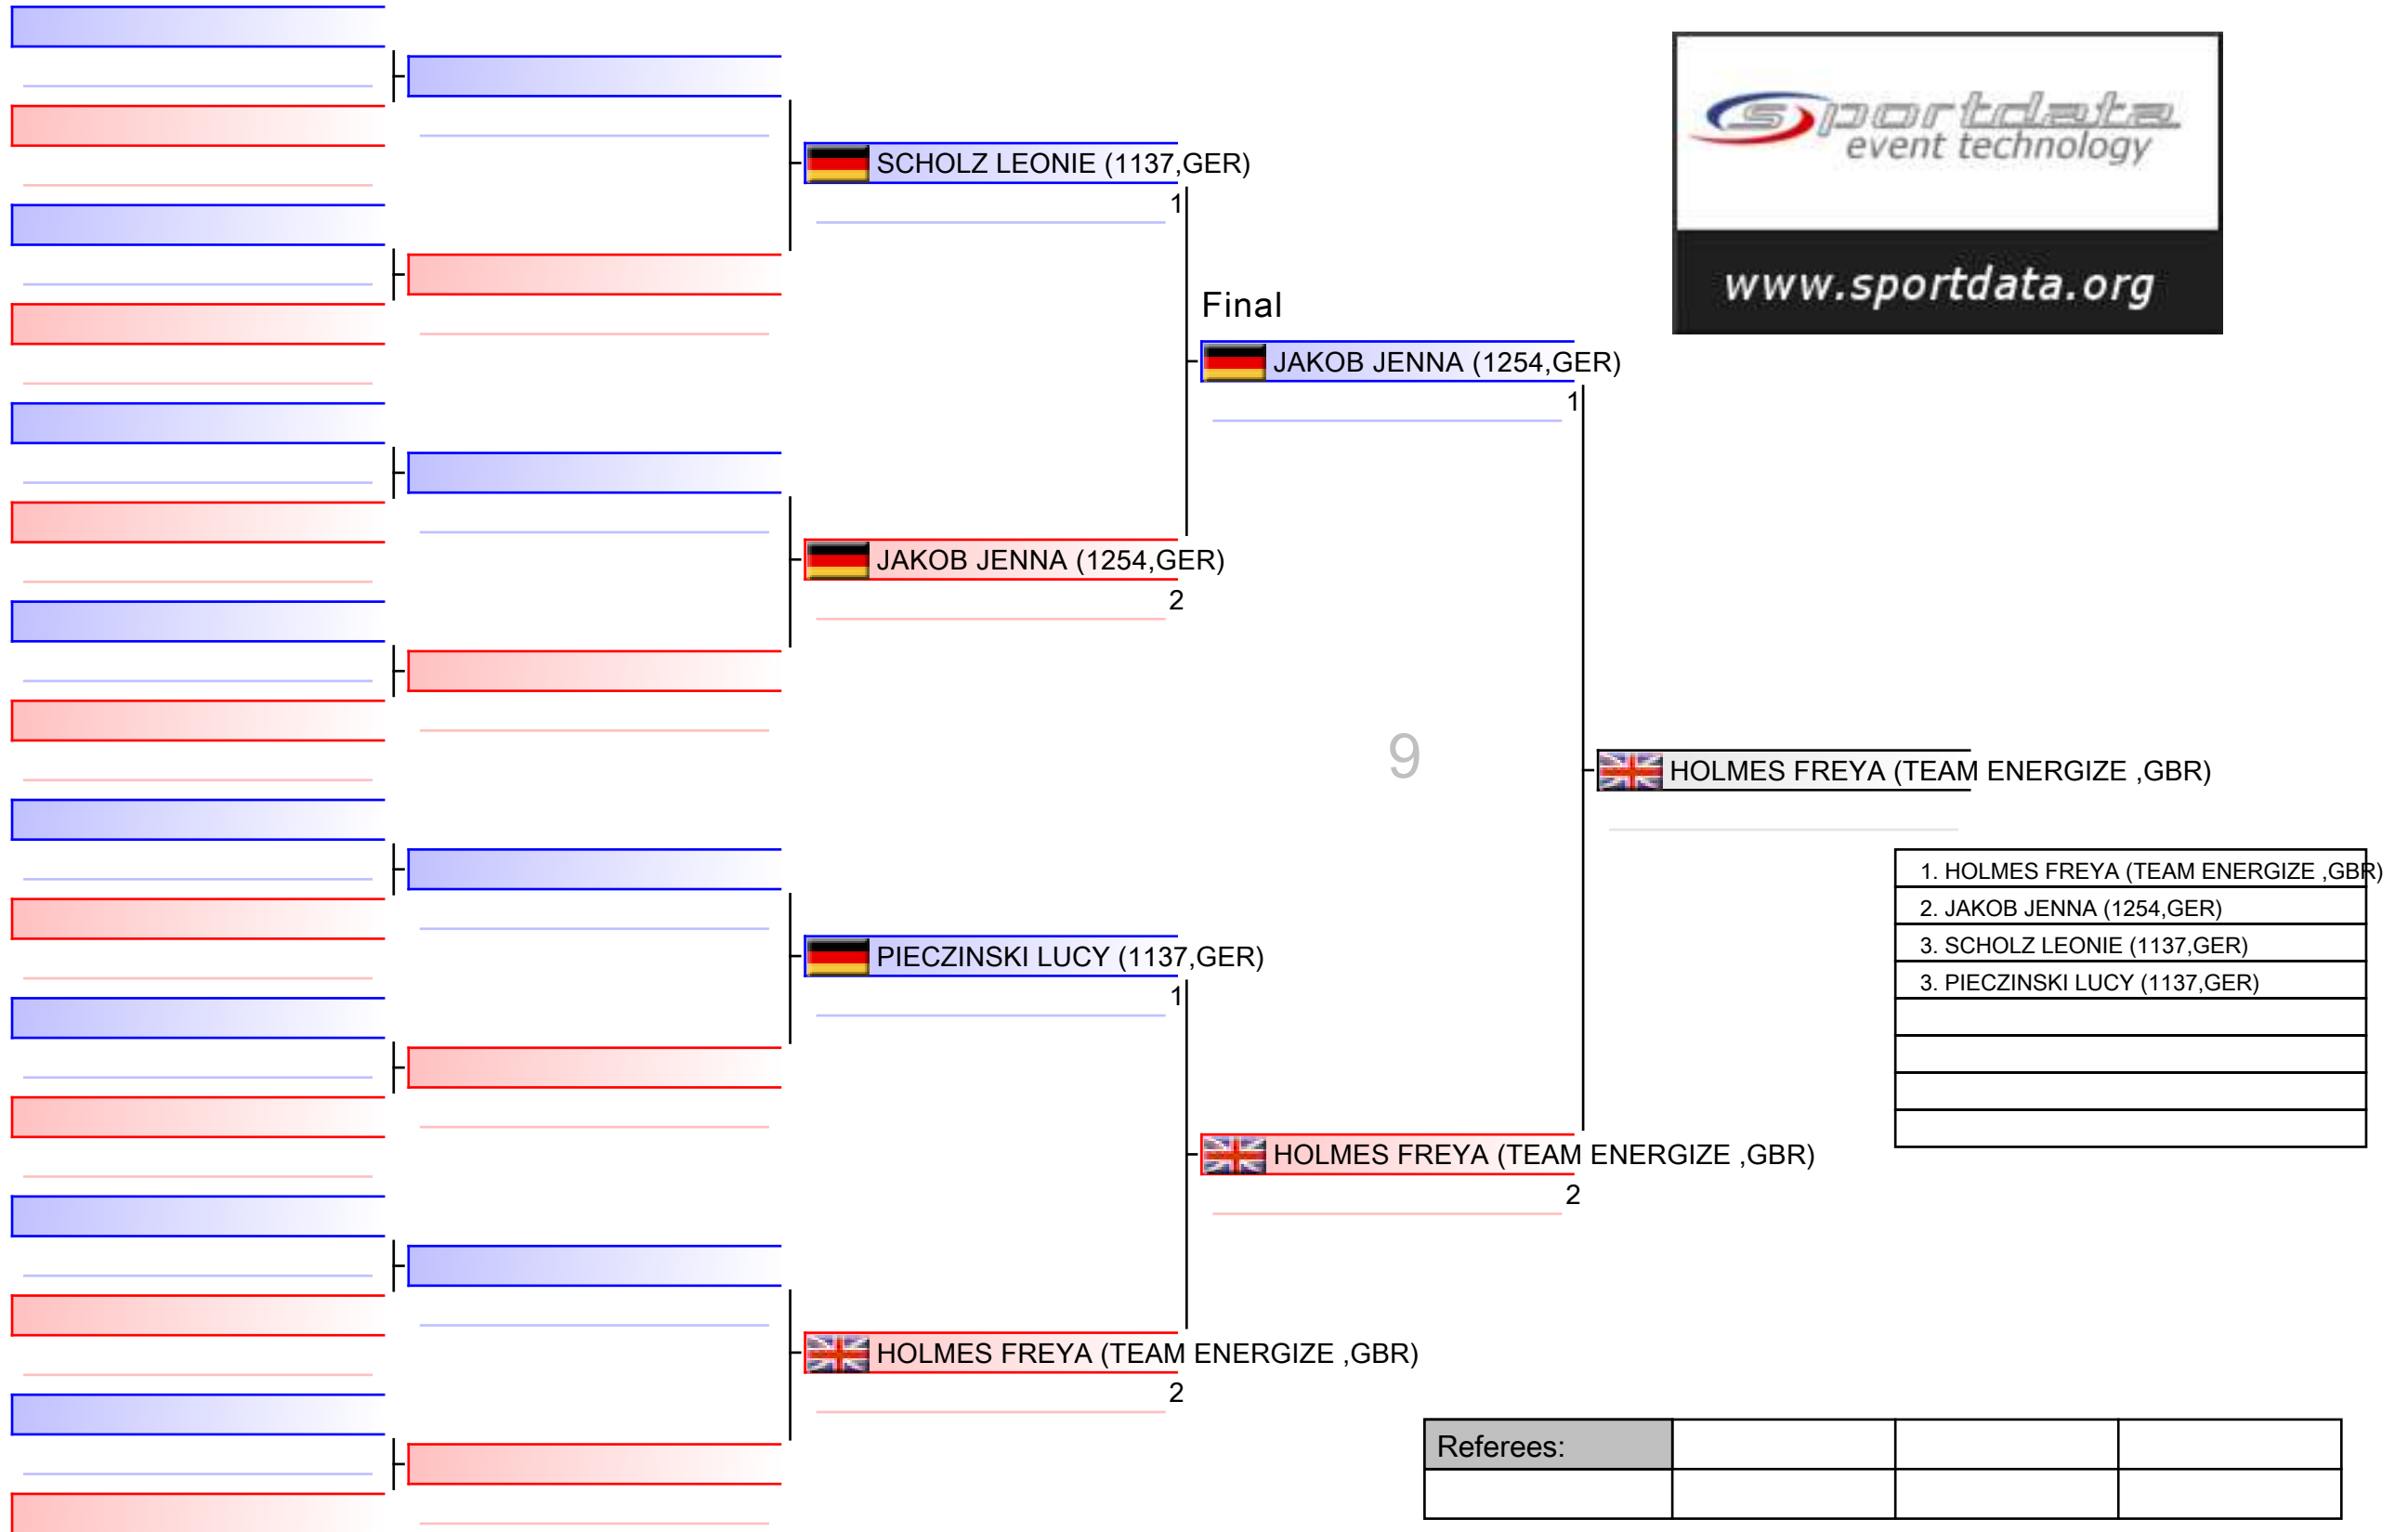 sportdata
event technology
www.sportdata.org
SCHOLZ LEONIE (1137,GER)
1
Final
JAKOB JENNA (1254,GER)
1
JAKOB JENNA (1254,GER)
2
9
HOLMES FREYA (TEAM ENERGIZE ,GBR)
1. HOLMES FREYA (TEAM ENERGIZE ,GBR)
2. JAKOB JENNA (1254,GER)
3. SCHOLZ LEONIE (1137,GER)
3. PIECZINSKI LUCY (1137,GER)
PIECZINSKI LUCY (1137,GER)
1
HOLMES FREYA (TEAM ENERGIZE ,GBR)
2
HOLMES FREYA (TEAM ENERGIZE ,GBR)
2
Referees: